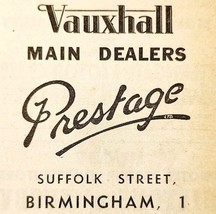 Vauxhall
MAIN DEALERS
Prestage
LTD
SUFFOLK STREET,
BIRMINGHAM, 1